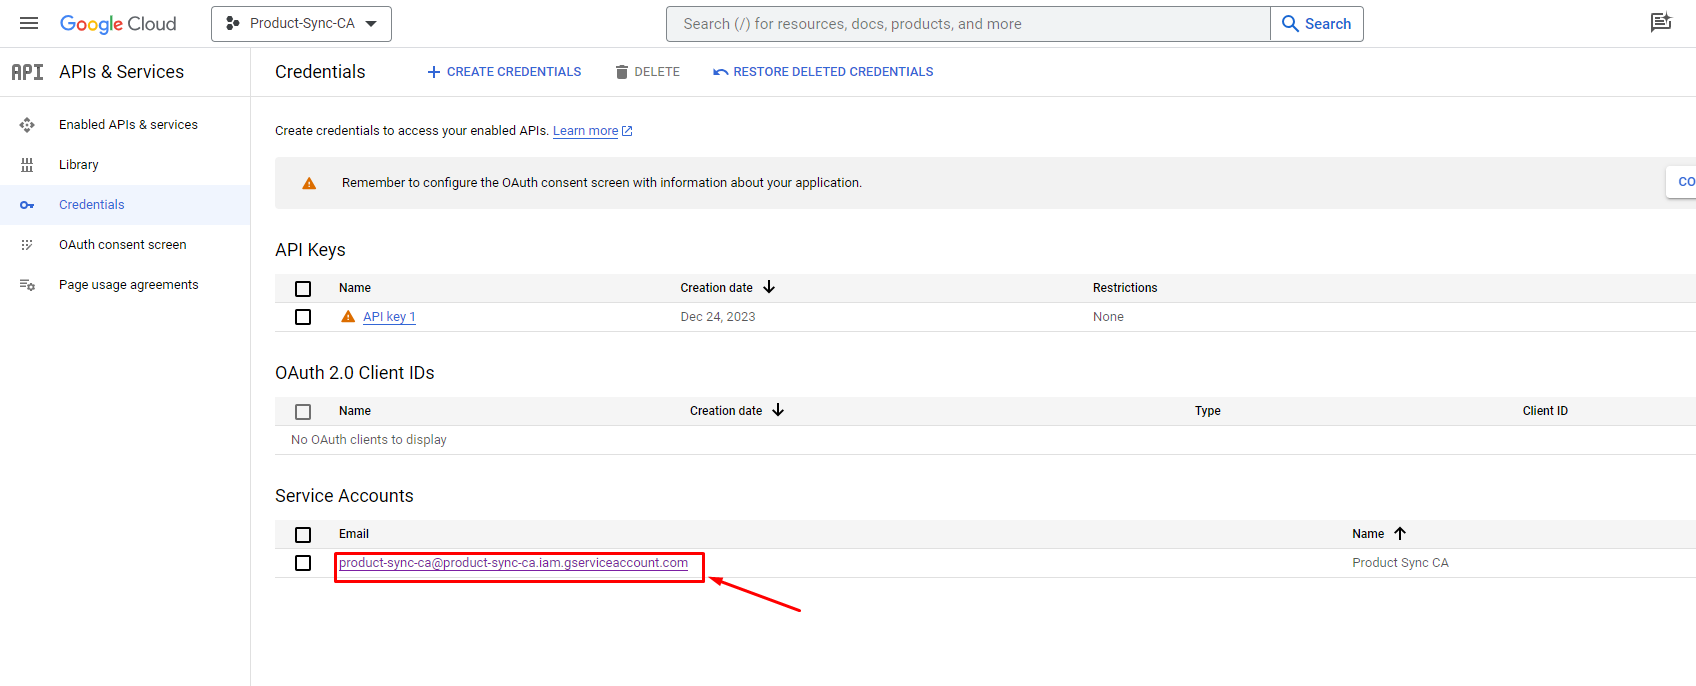 Google Cloud Product-Sync-CA Search (/) for resources, docs, products, and more Search
API APIs & Services Credentials CREATE CREDENTIALS DELETE RESTORE DELETED CREDENTIALS
Enabled APIs & services
Library
Credentials
OAuth consent screen
Page usage agreements
Create credentials to access your enabled APIs. Learn more
Remember to configure the OAuth consent screen with information about your application. CO
API Keys
Name Creation date Restrictions
API key 1 Dec 24, 2023 None
OAuth 2.0 Client IDs
Name Creation date Type Client ID
No OAuth clients to display
Service Accounts
Email Name
product-sync-ca@product-sync-ca.iam.gserviceaccount.com Product Sync CA